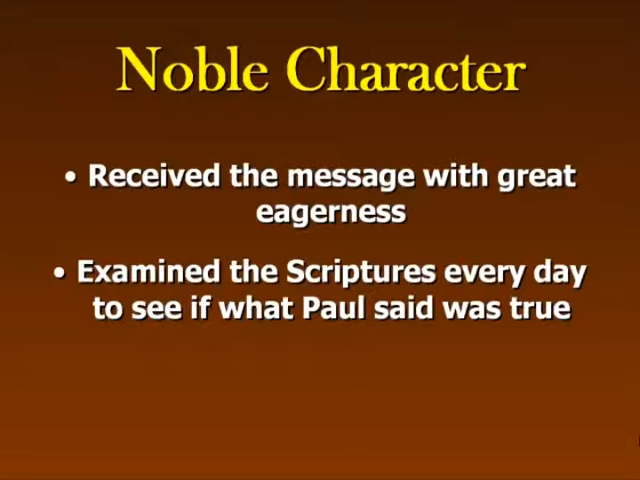 Noble Character
• Received the message with great
eagerness
• Examined the Scriptures every day
to see if what Paul said was true